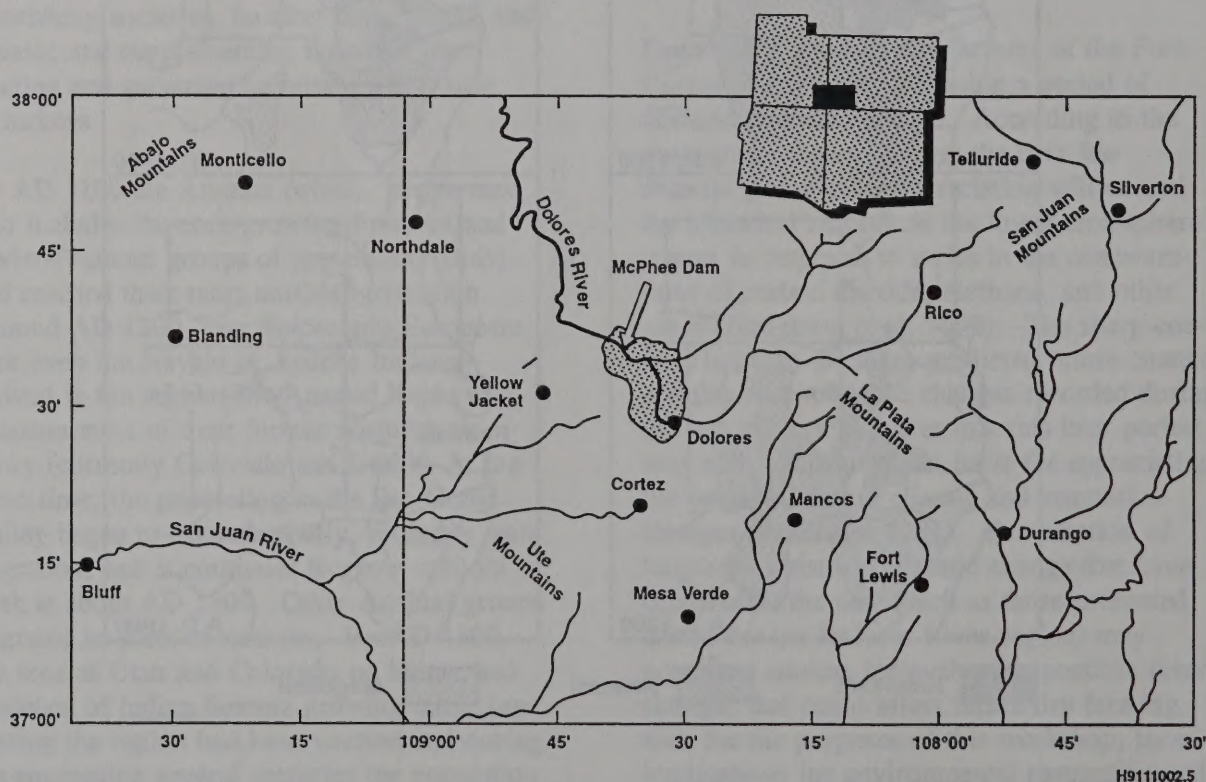 38°00'
Abajo
Mountains
Monticello
Telluride
Silverton
San Juan
Mountains
Northdale
45'
Dolores River
McPhee Dam
Rico
Blanding
Yellow
Jacket
30'
La Plata
Mountains
Dolores
Cortez
Mancos
San Juan River
Ute
Mountains
Durango
15'
Bluff
Fort
Lewis
Mesa Verde
37°00'
30'
15'
109°00'
45'
30'
15'
108°00'
45'
30'
H9111002.5